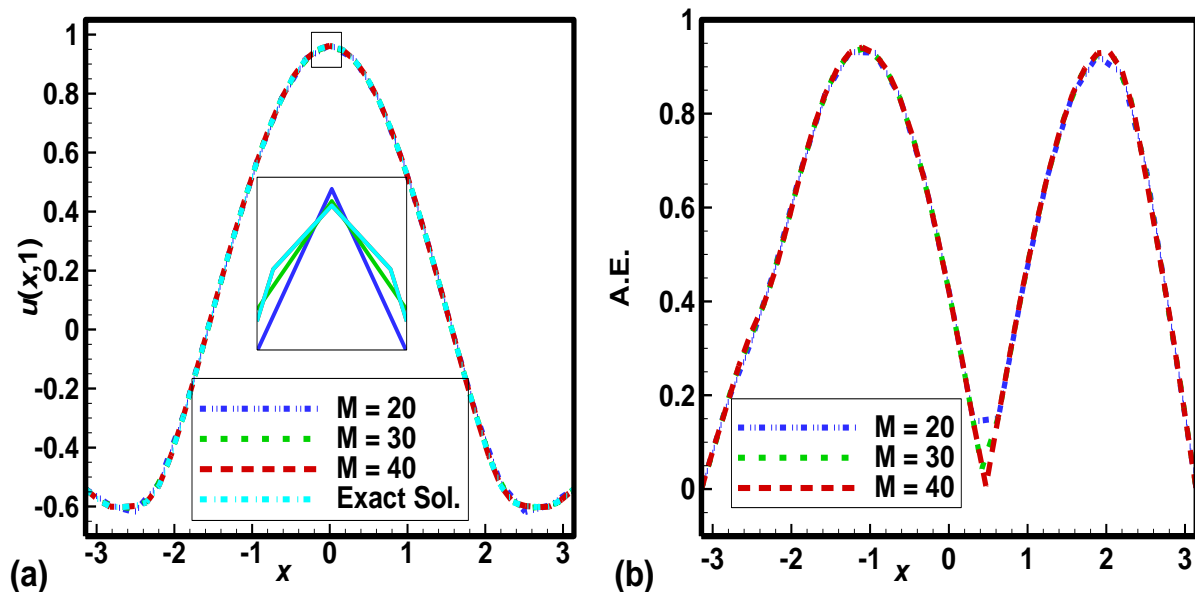 1
0.8
0.6
0.4
0.2
0
-0.2
-0.4
-0.6
u(x,1)
-3 -2 -1 0 1 2 3
x
M = 20
M = 30
M = 40
Exact Sol.
(a)
1
0.8
0.6
0.4
0.2
0
A.E.
-3 -2 -1 0 1 2 3
x
M = 20
M = 30
M = 40
(b)